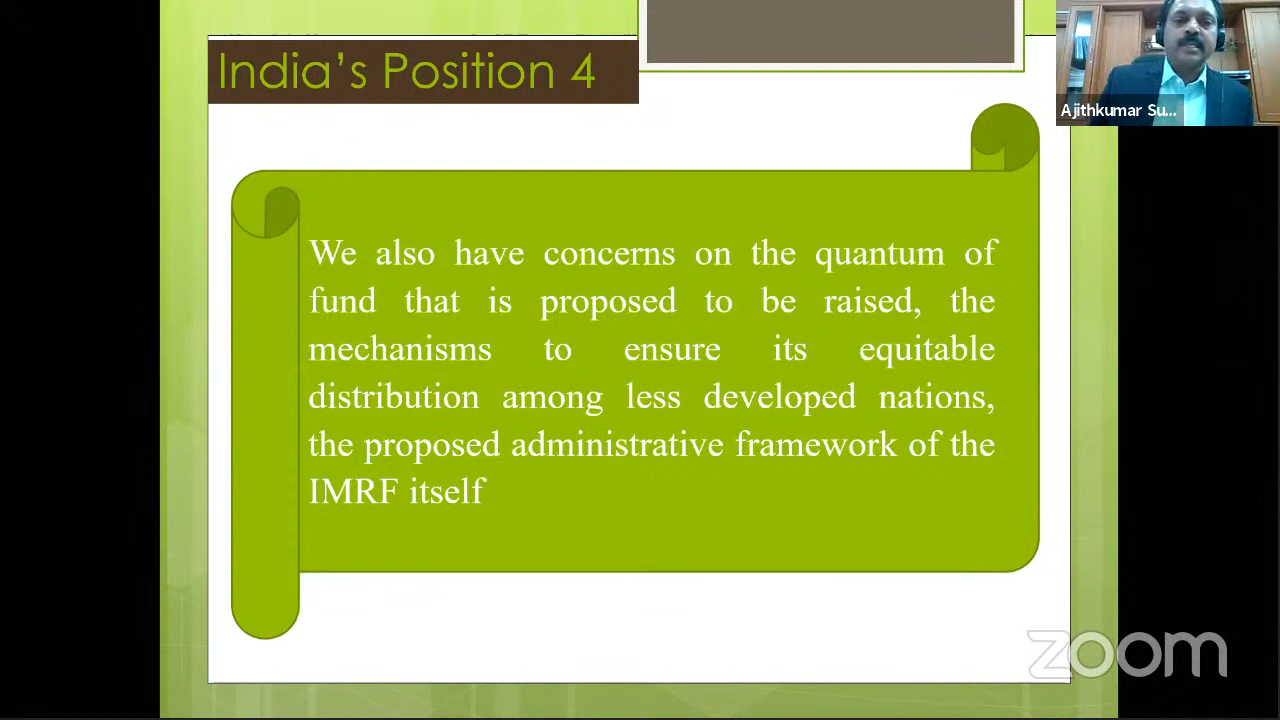 India's Position 4
Ajithkumar Su...
We also have concerns on the quantum of
fund that is proposed to be raised, the
mechanisms to ensure its equitable
distribution among less developed nations,
the proposed administrative framework of the
IMRF itself
zoom